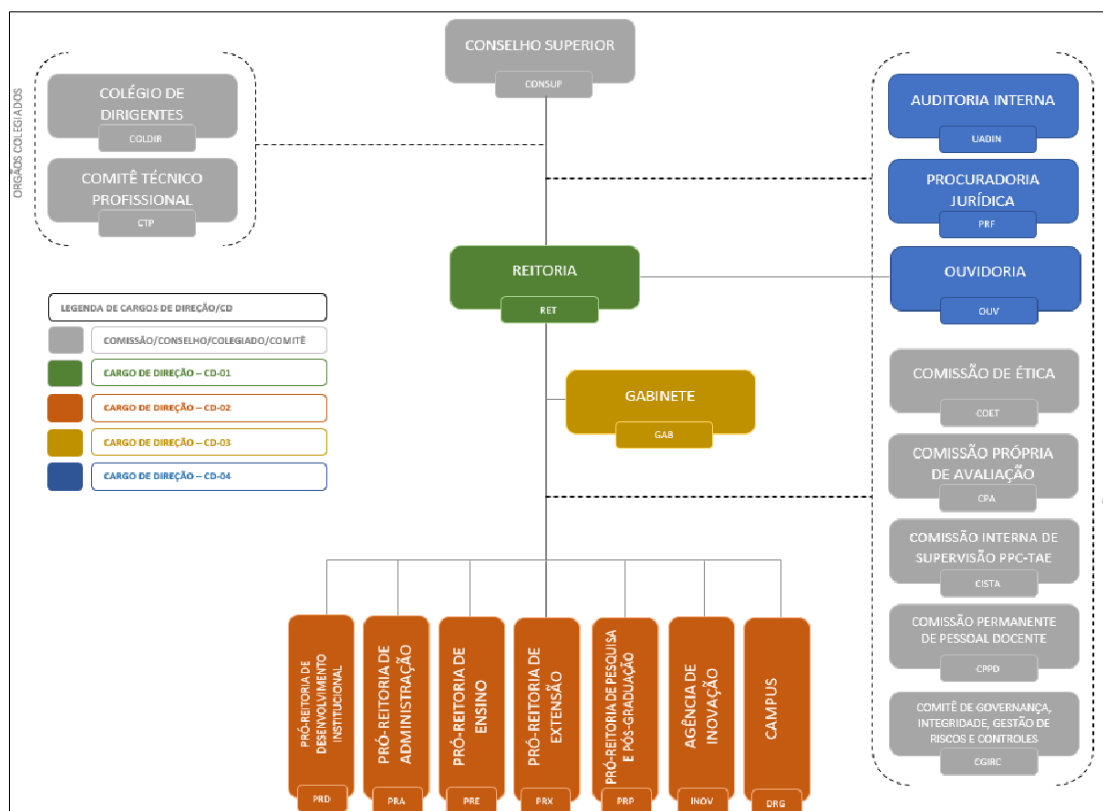 CONSELHO SUPERIOR
CONSUP
ORGÃOS COLEGIADOS
COLÉGIO DE
DIRIGENTES
COLDIR
COMITÊ TÉCNICO
PROFISSIONAL
CTP
AUDITORIA INTERNA
UADIN
PROCURADORIA
JURÍDICA
PRF
REITORIA
RET
OUVIDORIA
OUV
LEGENDA DE CARGOS DE DIREÇÃO/CD
COMISSÃO/CONSELHO/COLEGIADO/COMITÊ
CARGO DE DIREÇÃO – CD-01
CARGO DE DIREÇÃO – CD-02
CARGO DE DIREÇÃO – CD-03
CARGO DE DIREÇÃO – CD-04
GABINETE
GAB
COMISSÃO DE ÉTICA
COET
COMISSÃO PRÓPRIA
DE AVALIAÇÃO
CPA
COMISSÃO INTERNA DE
SUPERVISÃO PPC-TAE
CISTA
COMISSÃO PERMANENTE
DE PESSOAL DOCENTE
CPPD
COMITÊ DE GOVERNANÇA,
INTEGRIDADE, GESTÃO DE
RISCOS E CONTROLES
CGIRC
PRÓ-REITORIA DE
DESENVOLVIMENTO
INSTITUCIONAL
PRD
PRÓ-REITORIA DE
ADMINISTRAÇÃO
PRA
PRÓ-REITORIA DE
ENSINO
PRE
PRÓ-REITORIA DE
EXTENSÃO
PRX
PRÓ-REITORIA DE PESQUISA
E PÓS-GRADUAÇÃO
PRP
AGÊNCIA DE
INOVAÇÃO
INOV
CAMPUS
DRG